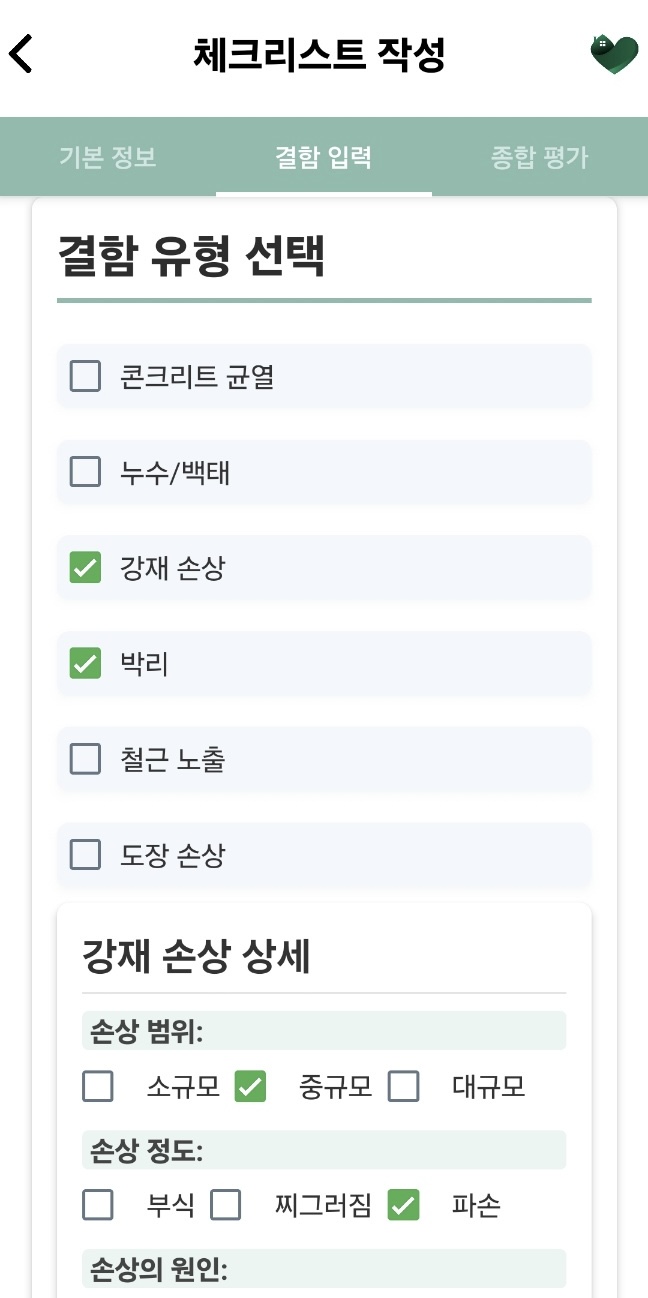 체크리스트 작성
기본 정보 결함 입력 종합 평가
결함 유형 선택
콘크리트 균열
누수/백태
강재 손상
박리
철근 노출
도장 손상
강재 손상 상세
손상 범위:
소규모 중규모 대규모
손상 정도:
부식 찌그러짐 파손
손상의 원인: